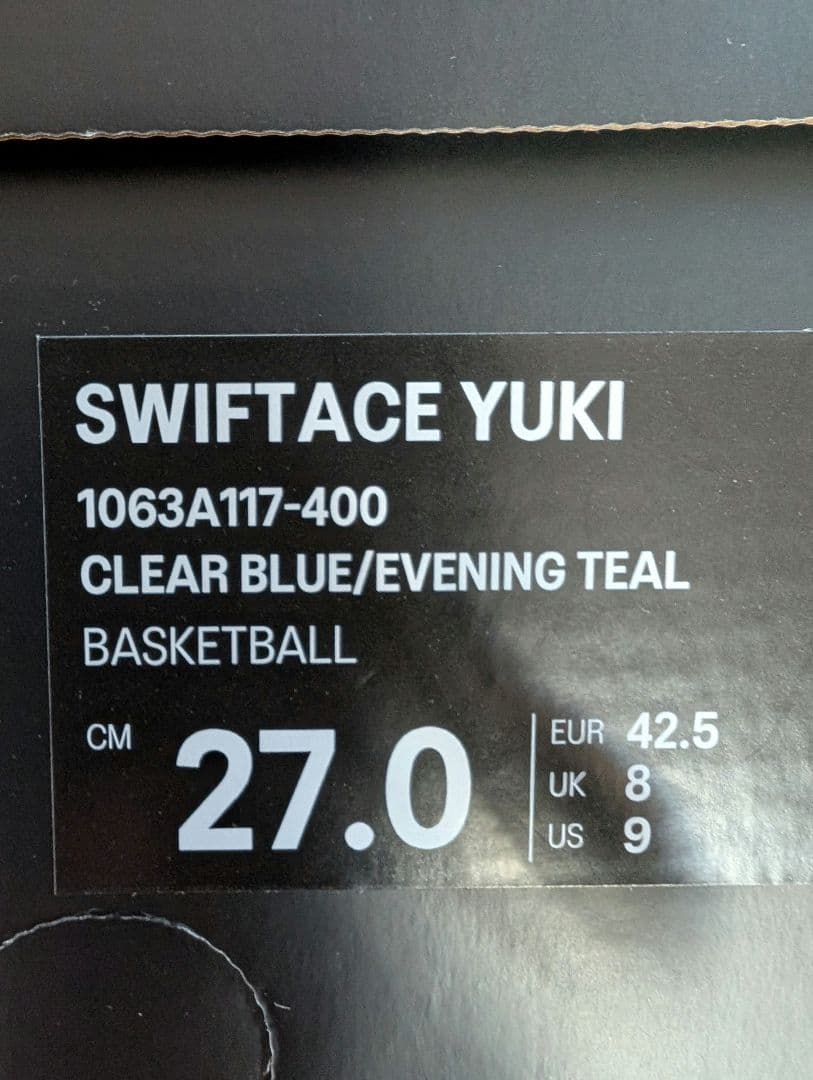 SWIFTACE YUKI
1063A117-400
CLEAR BLUE/EVENING TEAL
BASKETBALL
CM 27.0
EUR 42.5
UK 8
US 9